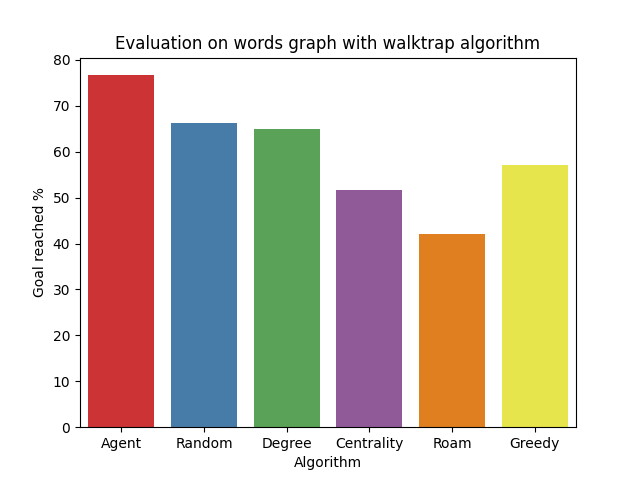 Evaluation on words graph with walktrap algorithm
80
70
60
50
40
30
20
10
0
Goal reached %
Agent Random Degree Centrality Roam Greedy
Algorithm